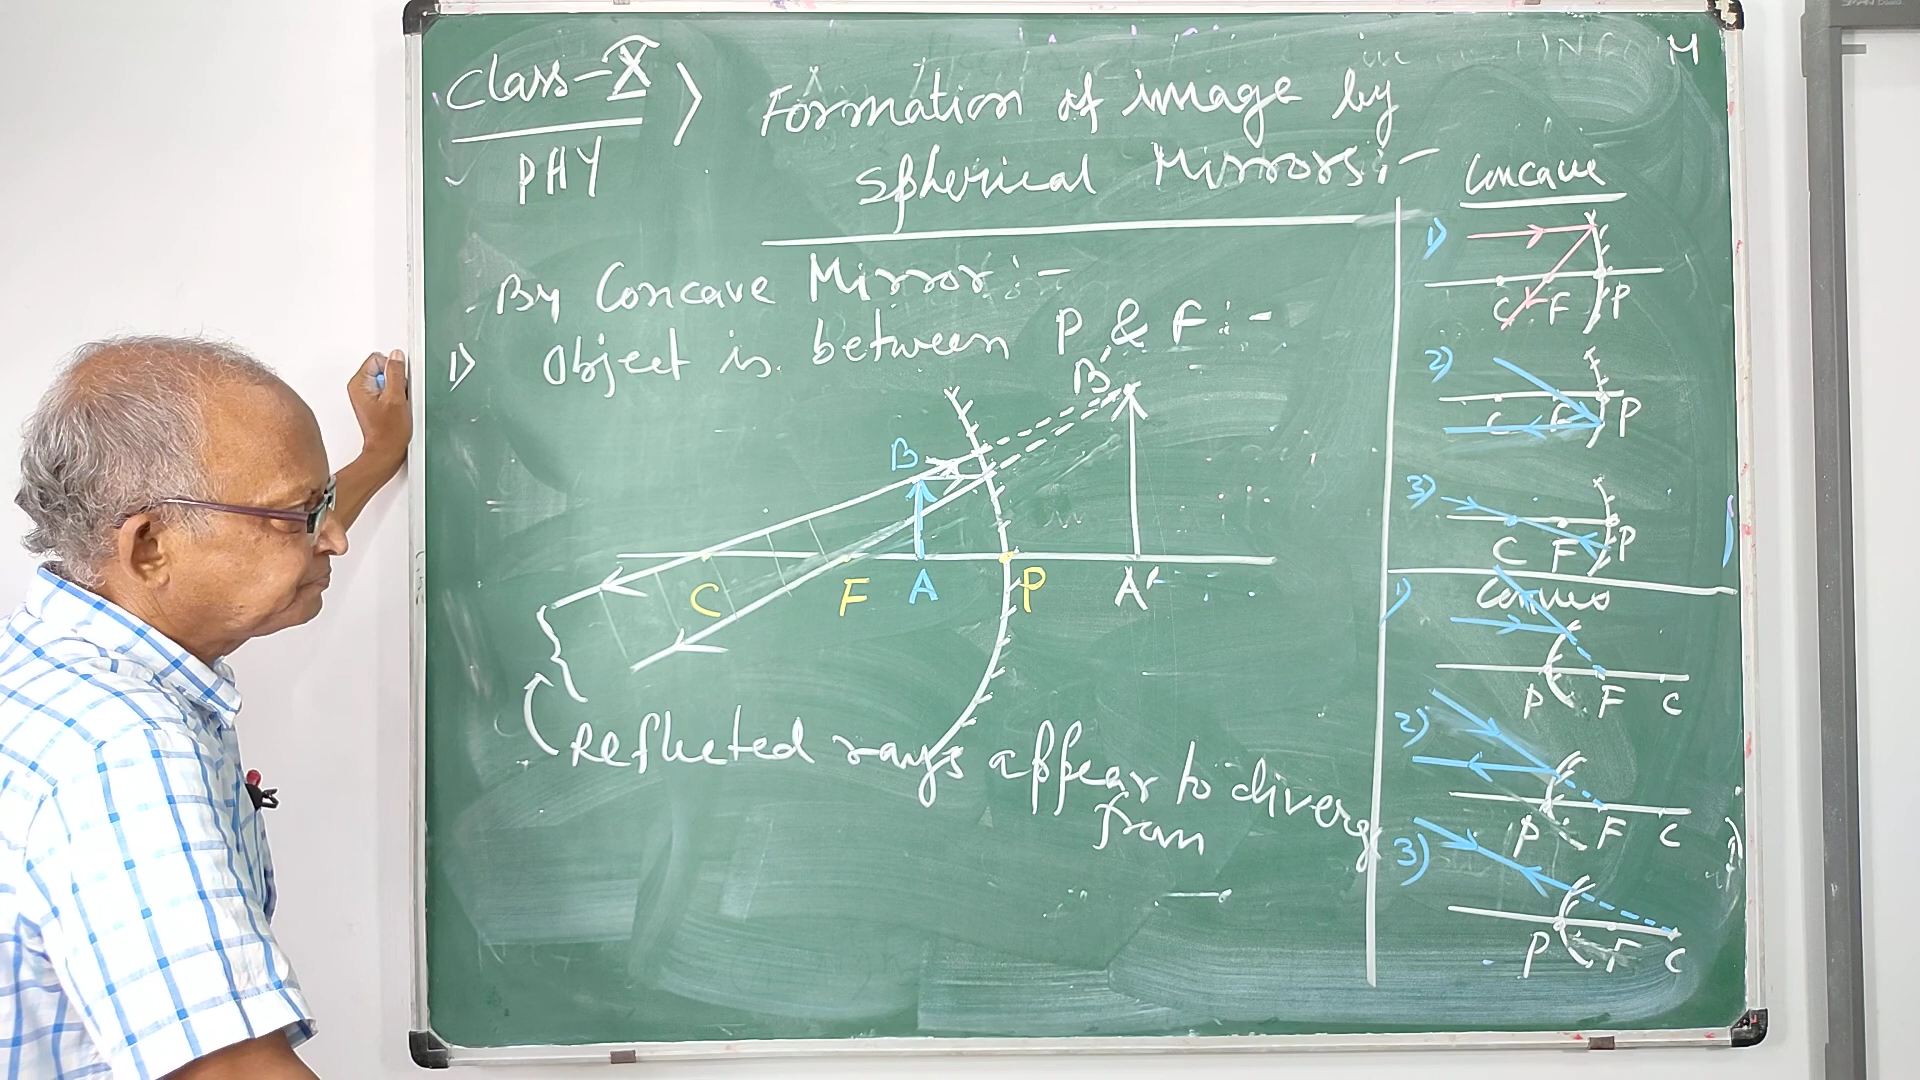 Class-X
PHY
Formation of image by
Spherical Mirrors:-
By Concave Mirror:-
1) Object is between P & F:-
B'
B
C F A P A'
Reflected rays appear to diverg
from
Concave
1)
C F P
2)
C F P
3)
C F P
Convex
1)
P F C
2)
P F C
3)
P F C